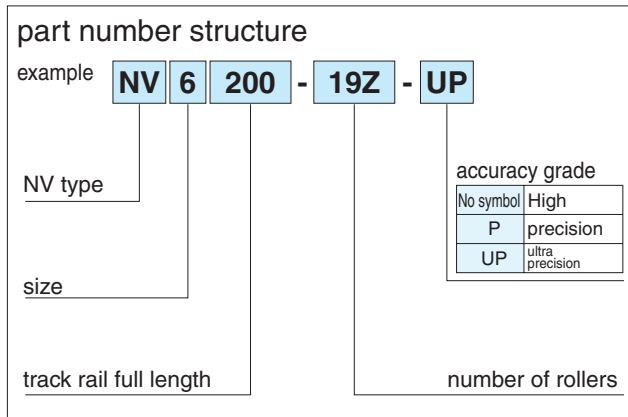 part number structure
example NV 6 200 - 19Z - UP
NV type
size
track rail full length
accuracy grade
No symbol High
P precision
UP ultra precision
number of rollers